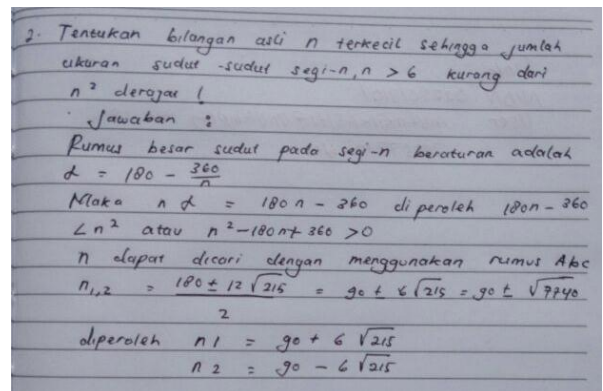 2. Tentukan bilangan asli n terkecil sehingga jumlah
ukuran sudut-sudut segi-n, n > 6 kurang dari
n² derajat !
Jawaban :
Rumus besar sudut pada segi-n beraturan adalah
α = 180 - 360/n
Maka n α = 180n - 360 diperoleh 180n - 360
< n² atau n² - 180n + 360 > 0
n dapat dicari dengan menggunakan rumus Abc
n₁,₂ = (180 ± 12√215)/2 = 90 ± 6√215 = 90 ± √7740
diperoleh n1 = 90 + 6√215
n2 = 90 - 6√215